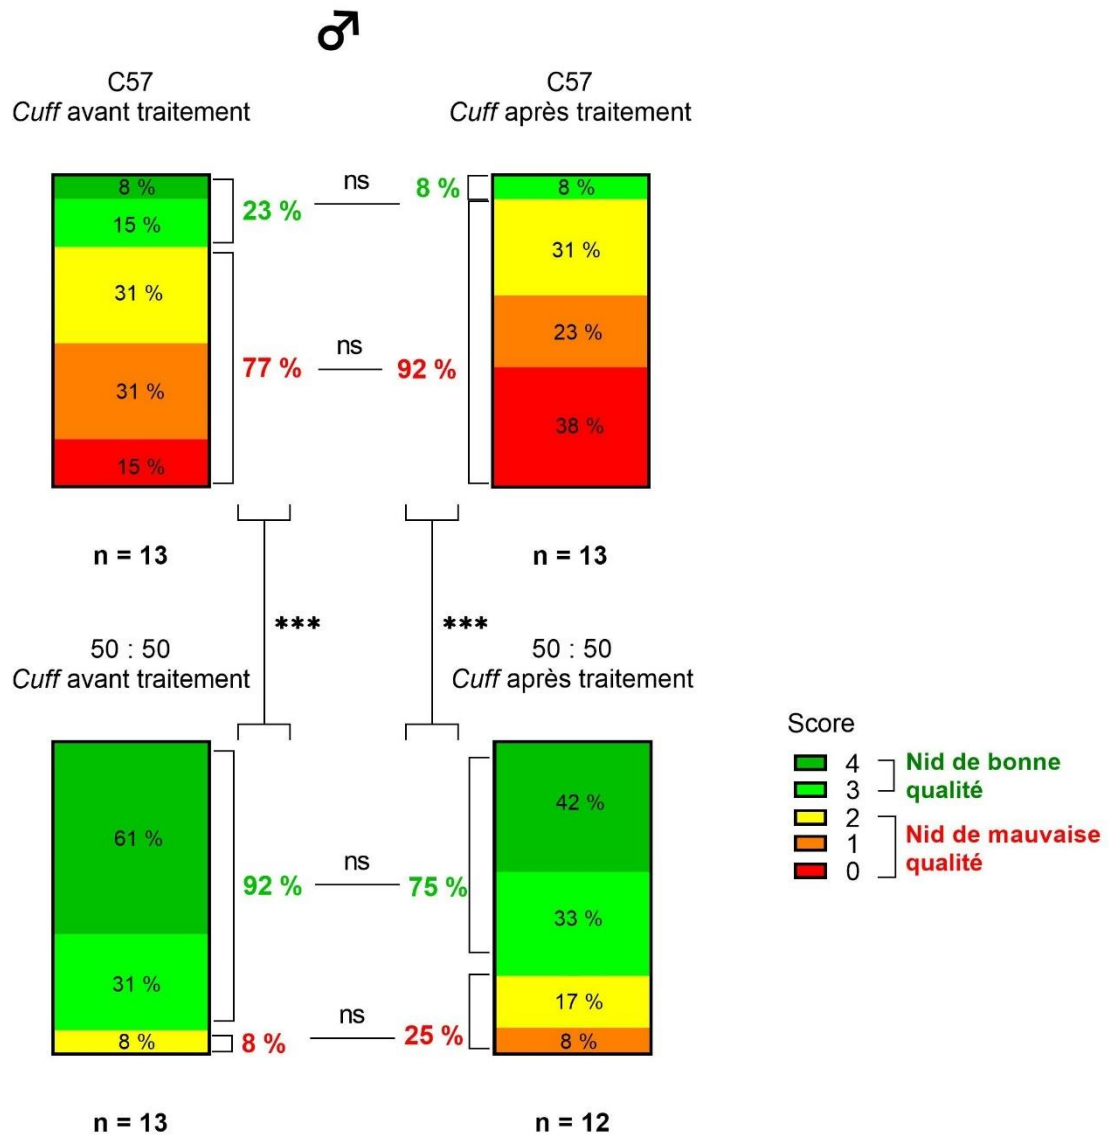 ♂
C57
Cuff avant traitement
C57
Cuff après traitement
8 %
15 %
31 %
31 %
15 %
23 %
77 %
ns
ns
8 %
92 %
8 %
31 %
23 %
38 %
n = 13
n = 13
***
***
50 : 50
Cuff avant traitement
50 : 50
Cuff après traitement
61 %
31 %
8 %
92 %
8 %
ns
ns
75 %
25 %
42 %
33 %
17 %
8 %
n = 13
n = 12
Score
4
3
2
1
0
Nid de bonne
qualité
Nid de mauvaise
qualité